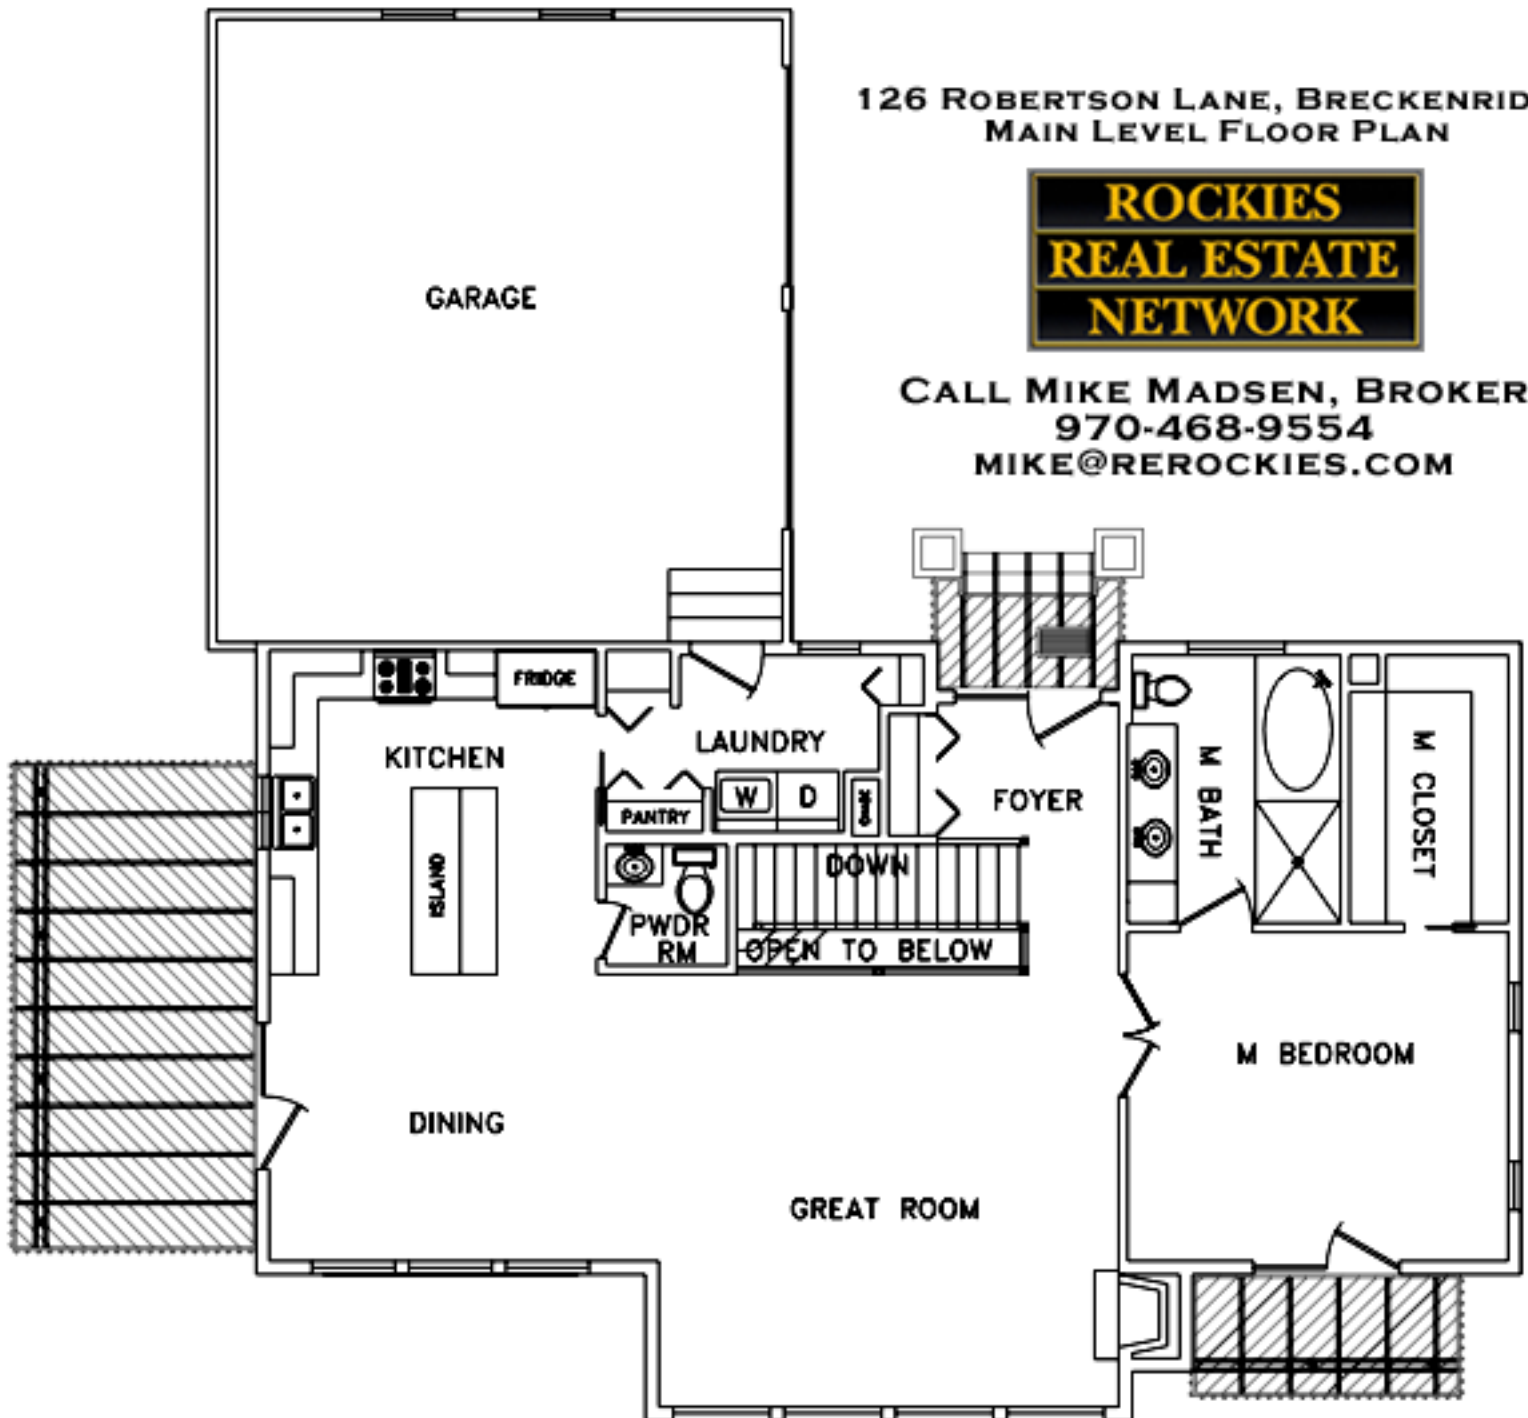 126 ROBERTSON LANE, BRECKENRID
MAIN LEVEL FLOOR PLAN
ROCKIES
REAL ESTATE
NETWORK
CALL MIKE MADSEN, BROKER
970-468-9554
MIKE@REROCKIES.COM
GARAGE
FRIDGE
KITCHEN
LAUNDRY
W D
PANTRY
FOYER
M BATH
M CLOSET
ISLAND
DOWN
PWDR
RM
OPEN TO BELOW
M BEDROOM
DINING
GREAT ROOM